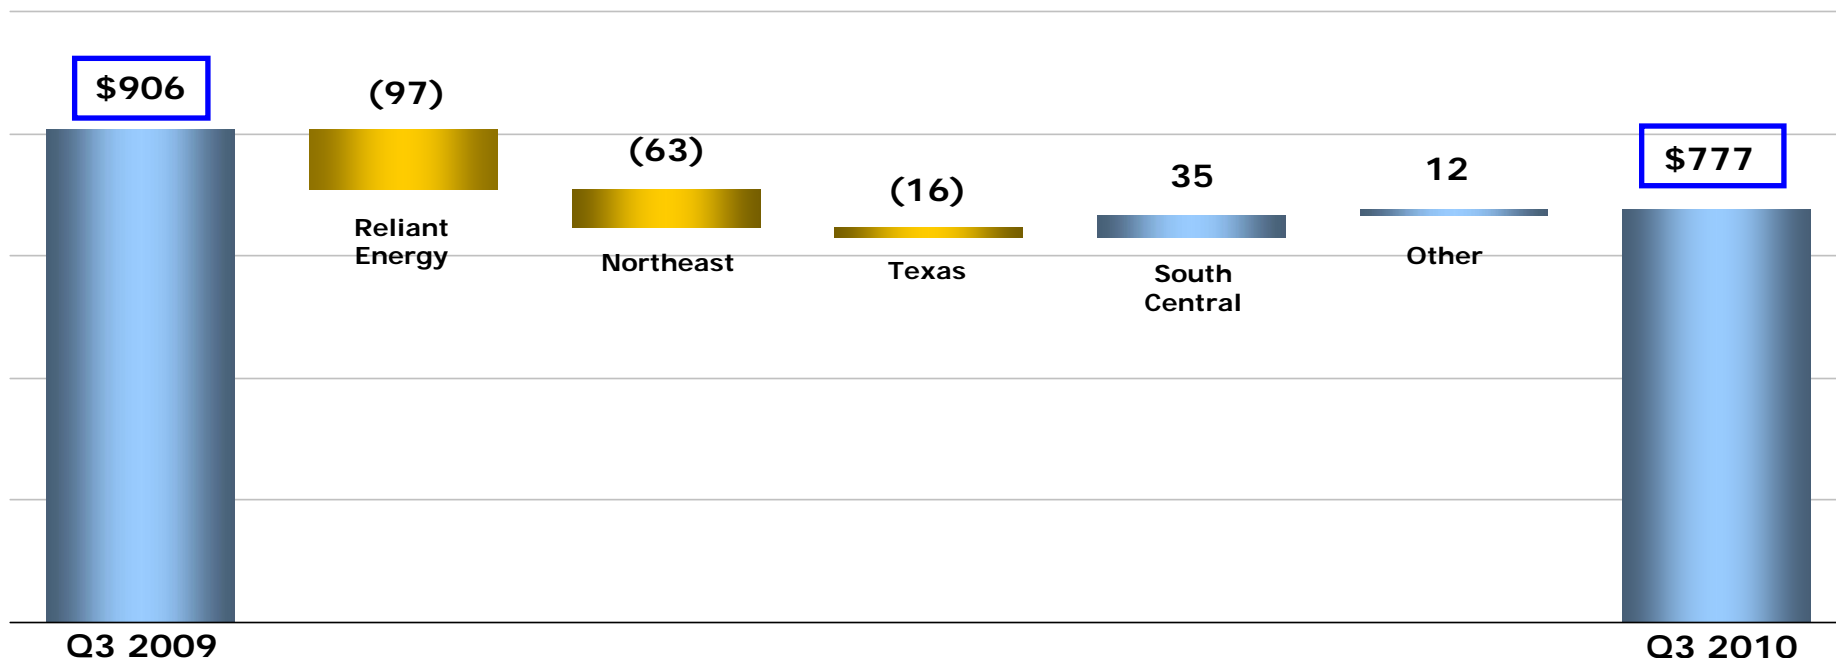 $906
(97)
(63)
(16)
35
12
$777
Reliant
Energy
Northeast
Texas
South
Central
Other
Q3 2009
Q3 2010